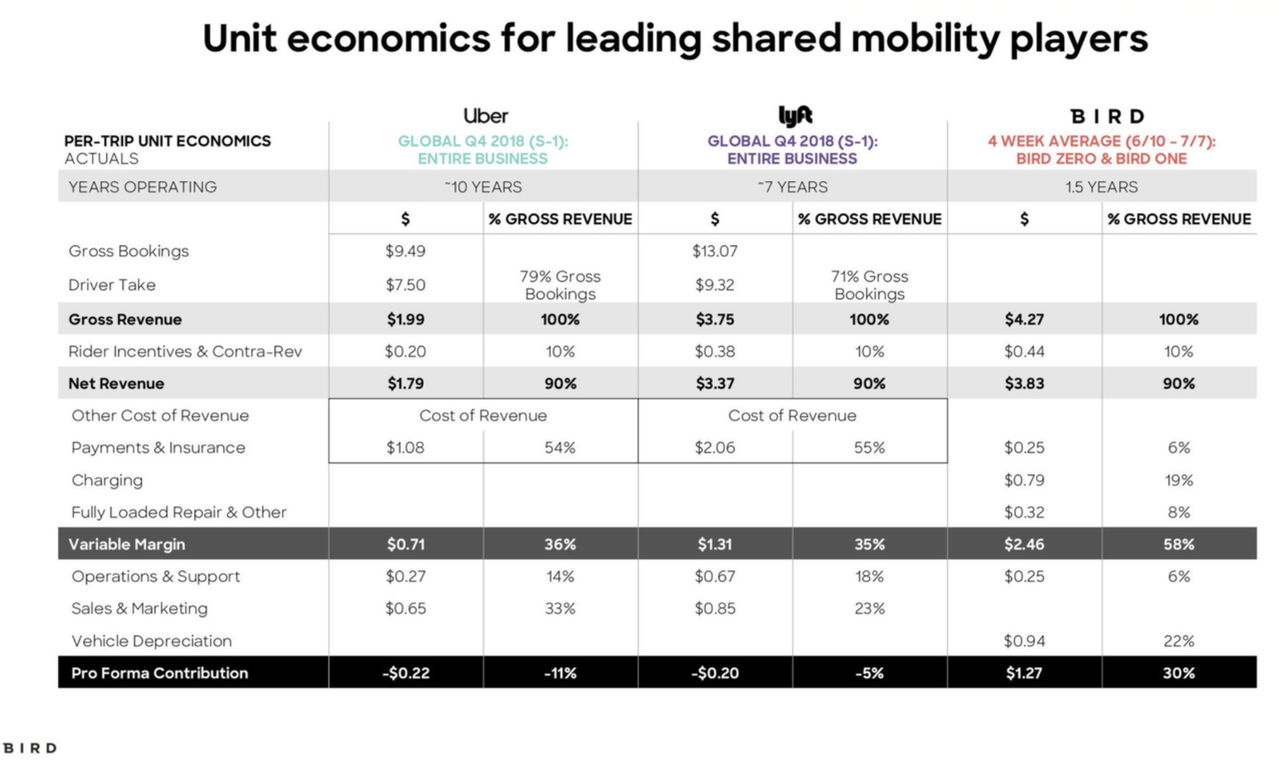 Unit economics for leading shared mobility players
Uber lyft BIRD
PER-TRIP UNIT ECONOMICS GLOBAL Q4 2018 (S-1): GLOBAL Q4 2018 (S-1): 4 WEEK AVERAGE (6/10 - 7/7):
ACTUALS ENTIRE BUSINESS ENTIRE BUSINESS BIRD ZERO & BIRD ONE
YEARS OPERATING ~10 YEARS ~7 YEARS 1.5 YEARS
$ % GROSS REVENUE $ % GROSS REVENUE $ % GROSS REVENUE
Gross Bookings $9.49 $13.07
Driver Take $7.50 79% Gross Bookings $9.32 71% Gross Bookings
Gross Revenue $1.99 100% $3.75 100% $4.27 100%
Rider Incentives & Contra-Rev $0.20 10% $0.38 10% $0.44 10%
Net Revenue $1.79 90% $3.37 90% $3.83 90%
Other Cost of Revenue Cost of Revenue Cost of Revenue
Payments & Insurance $1.08 54% $2.06 55% $0.25 6%
Charging $0.79 19%
Fully Loaded Repair & Other $0.32 8%
Variable Margin $0.71 36% $1.31 35% $2.46 58%
Operations & Support $0.27 14% $0.67 18% $0.25 6%
Sales & Marketing $0.65 33% $0.85 23%
Vehicle Depreciation $0.94 22%
Pro Forma Contribution -$0.22 -11% -$0.20 -5% $1.27 30%
BIRD